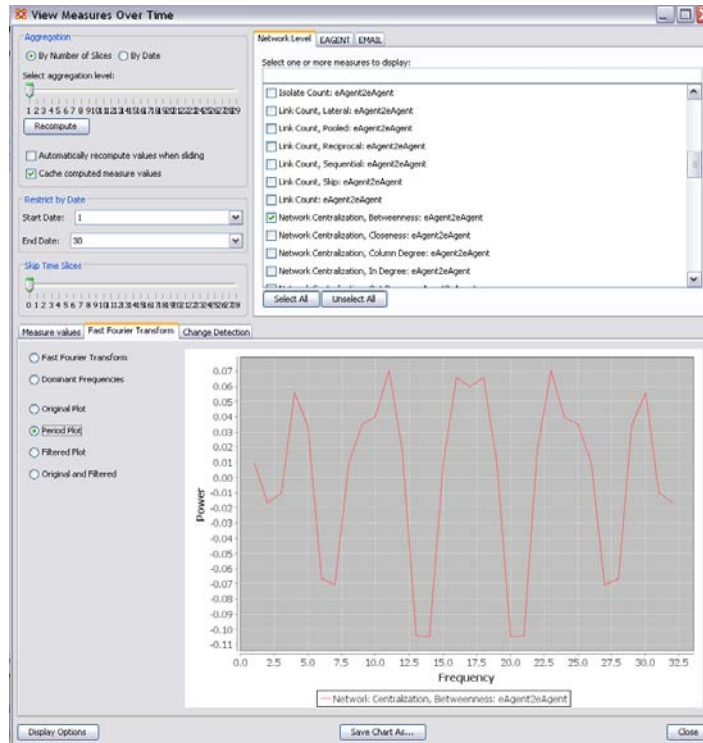 View Measures Over Time
Aggregation
By Number of Slices
By Date
Select aggregation level:
Recompute
Automatically recompute values when sliding
Cache computed measure values
Restrict by Date
Start Date: 1
End Date: 30
Skip Time Slices
Network Level
EAGENT
EMAIL
Select one or more measures to display:
Isolate Count: eAgent2eAgent
Link Count, Lateral: eAgent2eAgent
Link Count, Pooled: eAgent2eAgent
Link Count, Reciprocal: eAgent2eAgent
Link Count, Sequential: eAgent2eAgent
Link Count, Skip: eAgent2eAgent
Link Count: eAgent2eAgent
Network Centralization, Betweenness: eAgent2eAgent
Network Centralization, Closeness: eAgent2eAgent
Network Centralization, Column Degree: eAgent2eAgent
Network Centralization, In Degree: eAgent2eAgent
Select All
Unselect All
Measure values
Fast Fourier Transform
Change Detection
Fast Fourier Transform
Dominant Frequencies
Original Plot
Period Plot
Filtered Plot
Original and Filtered
Power
0.07
0.06
0.05
0.04
0.03
0.02
0.01
0.00
-0.01
-0.02
-0.03
-0.04
-0.05
-0.06
-0.07
-0.08
-0.09
-0.10
-0.11
0.0 2.5 5.0 7.5 10.0 12.5 15.0 17.5 20.0 22.5 25.0 27.5 30.0 32.5
Frequency
Network Centralization, Betweenness: eAgent2eAgent
Display Options
Save Chart As...
Close